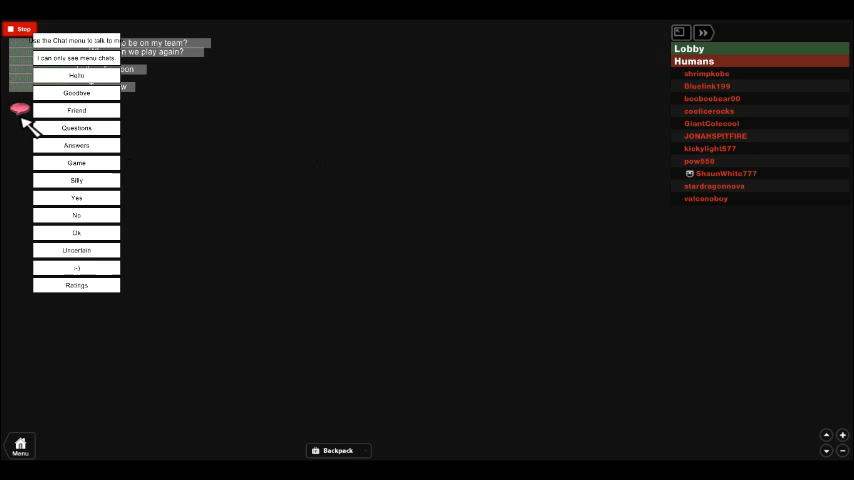 Stop
Use the Chat menu to talk to m
o be on my team?
I can only see menu chats.
n we play again?
Hello
oon
Goodbye
w
Friend
Questions
Answers
Game
Silly
Yes
No
Ok
Uncertain
:-)
Ratings
Lobby
Humans
shrimpkobe
Bluelink199
booboobear90
coolicerocks
GiantColecool
JONAHSPITFIRE
kickylight577
pow558
ShaunWhite777
stardragonnova
valcanoboy
Menu
Backpack